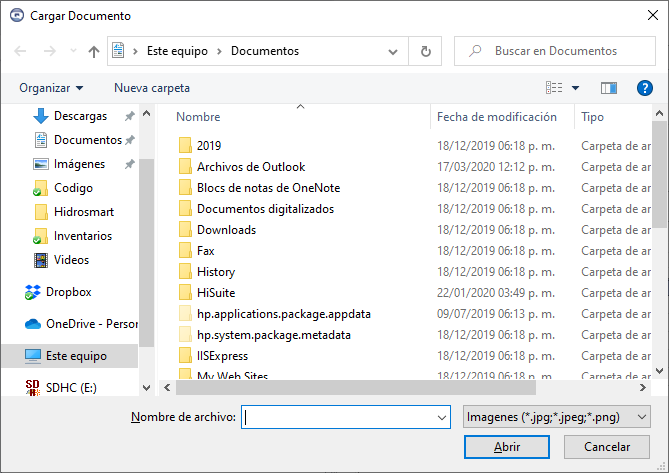 Cargar Documento
Este equipo Documentos Buscar en Documentos
Organizar Nueva carpeta
Descargas
Documentos
Imágenes
Codigo
Hidrosmart
Inventarios
Videos
Dropbox
OneDrive - Person
Este equipo
SDHC (E:)
Nombre Fecha de modificación Tipo
2019 18/12/2019 06:18 p. m. Carpeta de ar
Archivos de Outlook 17/03/2020 12:12 p. m. Carpeta de ar
Blocs de notas de OneNote 18/12/2019 06:18 p. m. Carpeta de ar
Documentos digitalizados 18/12/2019 06:18 p. m. Carpeta de ar
Downloads 18/12/2019 06:18 p. m. Carpeta de ar
Fax 18/12/2019 06:18 p. m. Carpeta de ar
History 18/12/2019 06:18 p. m. Carpeta de ar
HiSuite 22/01/2020 03:49 p. m. Carpeta de ar
hp.applications.package.appdata 09/07/2019 06:13 p. m. Carpeta de ar
hp.system.package.metadata 18/12/2019 06:18 p. m. Carpeta de ar
IISExpress 18/12/2019 06:18 p. m. Carpeta de ar
My Web Sites 18/12/2019 06:18 p. m. Carpeta de ar
Nombre de archivo: Imagenes (*.jpg;*.jpeg;*.png)
Abrir Cancelar